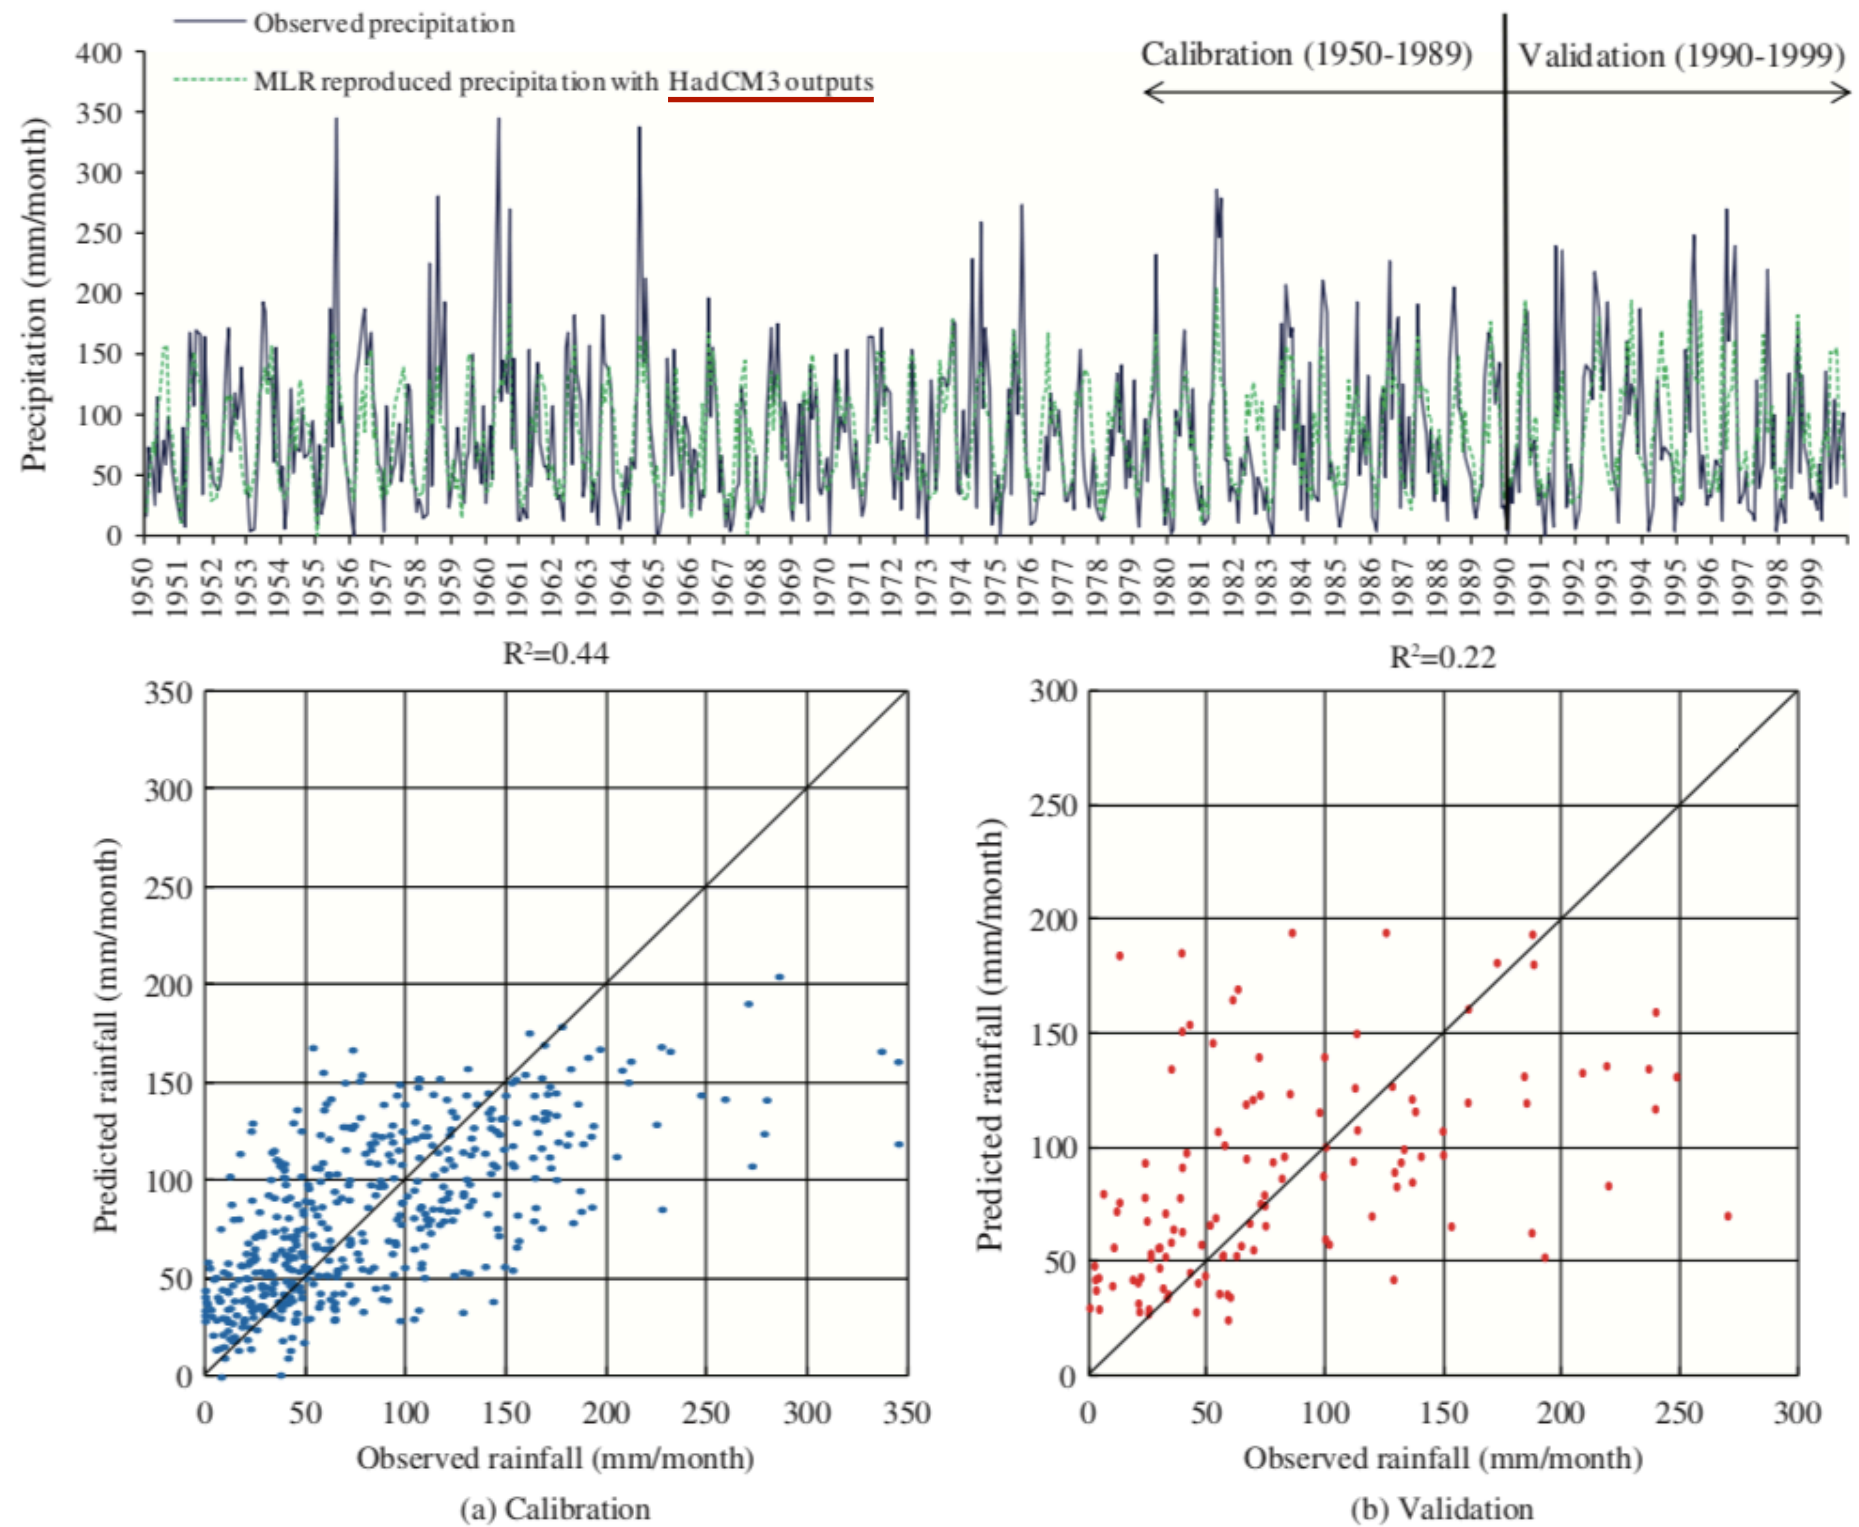 Observed precipitation
MLR reproduced precipitation with HadCM3 outputs
Calibration (1950-1989)
Validation (1990-1999)
Precipitation (mm/month)
400
350
300
250
200
150
100
50
0
1950 1951 1952 1953 1954 1955 1956 1957 1958 1959 1960 1961 1962 1963 1964 1965 1966 1967 1968 1969 1970 1971 1972 1973 1974 1975 1976 1977 1978 1979 1980 1981 1982 1983 1984 1985 1986 1987 1988 1989 1990 1991 1992 1993 1994 1995 1996 1997 1998 1999
R²=0.44
Predicted rainfall (mm/month)
350
300
250
200
150
100
50
0
0 50 100 150 200 250 300 350
Observed rainfall (mm/month)
(a) Calibration
R²=0.22
Predicted rainfall (mm/month)
300
250
200
150
100
50
0
0 50 100 150 200 250 300
Observed rainfall (mm/month)
(b) Validation